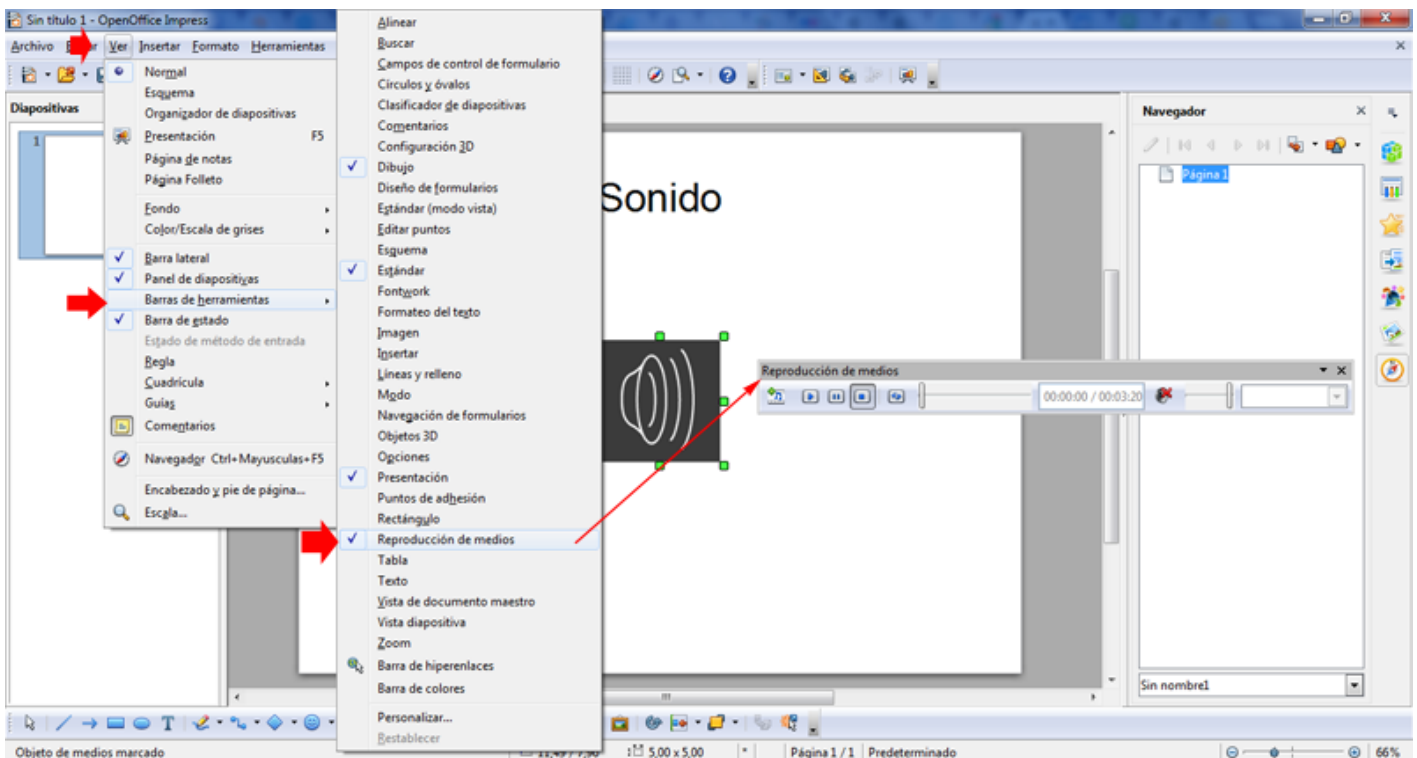 Sin título 1 - OpenOffice Impress
Archivo
Ver
Insertar
Formato
Herramientas
Diapositivas
1
Normal
Esquema
Organizador de diapositivas
Presentación F5
Página de notas
Página Folleto
Fondo
Color/Escala de grises
Barra lateral
Panel de diapositivas
Barras de herramientas
Barra de estado
Estado de método de entrada
Regla
Cuadrícula
Guías
Comentarios
Navegador Ctrl+Mayusculas+F5
Encabezado y pie de página...
Escala...
Alinear
Buscar
Campos de control de formulario
Círculos y óvalos
Clasificador de diapositivas
Comentarios
Configuración 3D
Dibujo
Diseño de formularios
Estándar (modo vista)
Editar puntos
Esquema
Estándar
Fontwork
Formateo del texto
Imagen
Insertar
Líneas y relleno
Modo
Navegación de formularios
Objetos 3D
Opciones
Presentación
Puntos de adhesión
Rectángulo
Reproducción de medios
Tabla
Texto
Vista de documento maestro
Vista diapositiva
Zoom
Barra de hiperenlaces
Barra de colores
Personalizar...
Restablecer
Sonido
Reproducción de medios
00:00:00 / 00:03:20
Navegador
Página 1
Sin nombre1
Objeto de medios marcado
5,00 x 5,00
*
Página 1 / 1
Predeterminado
66%